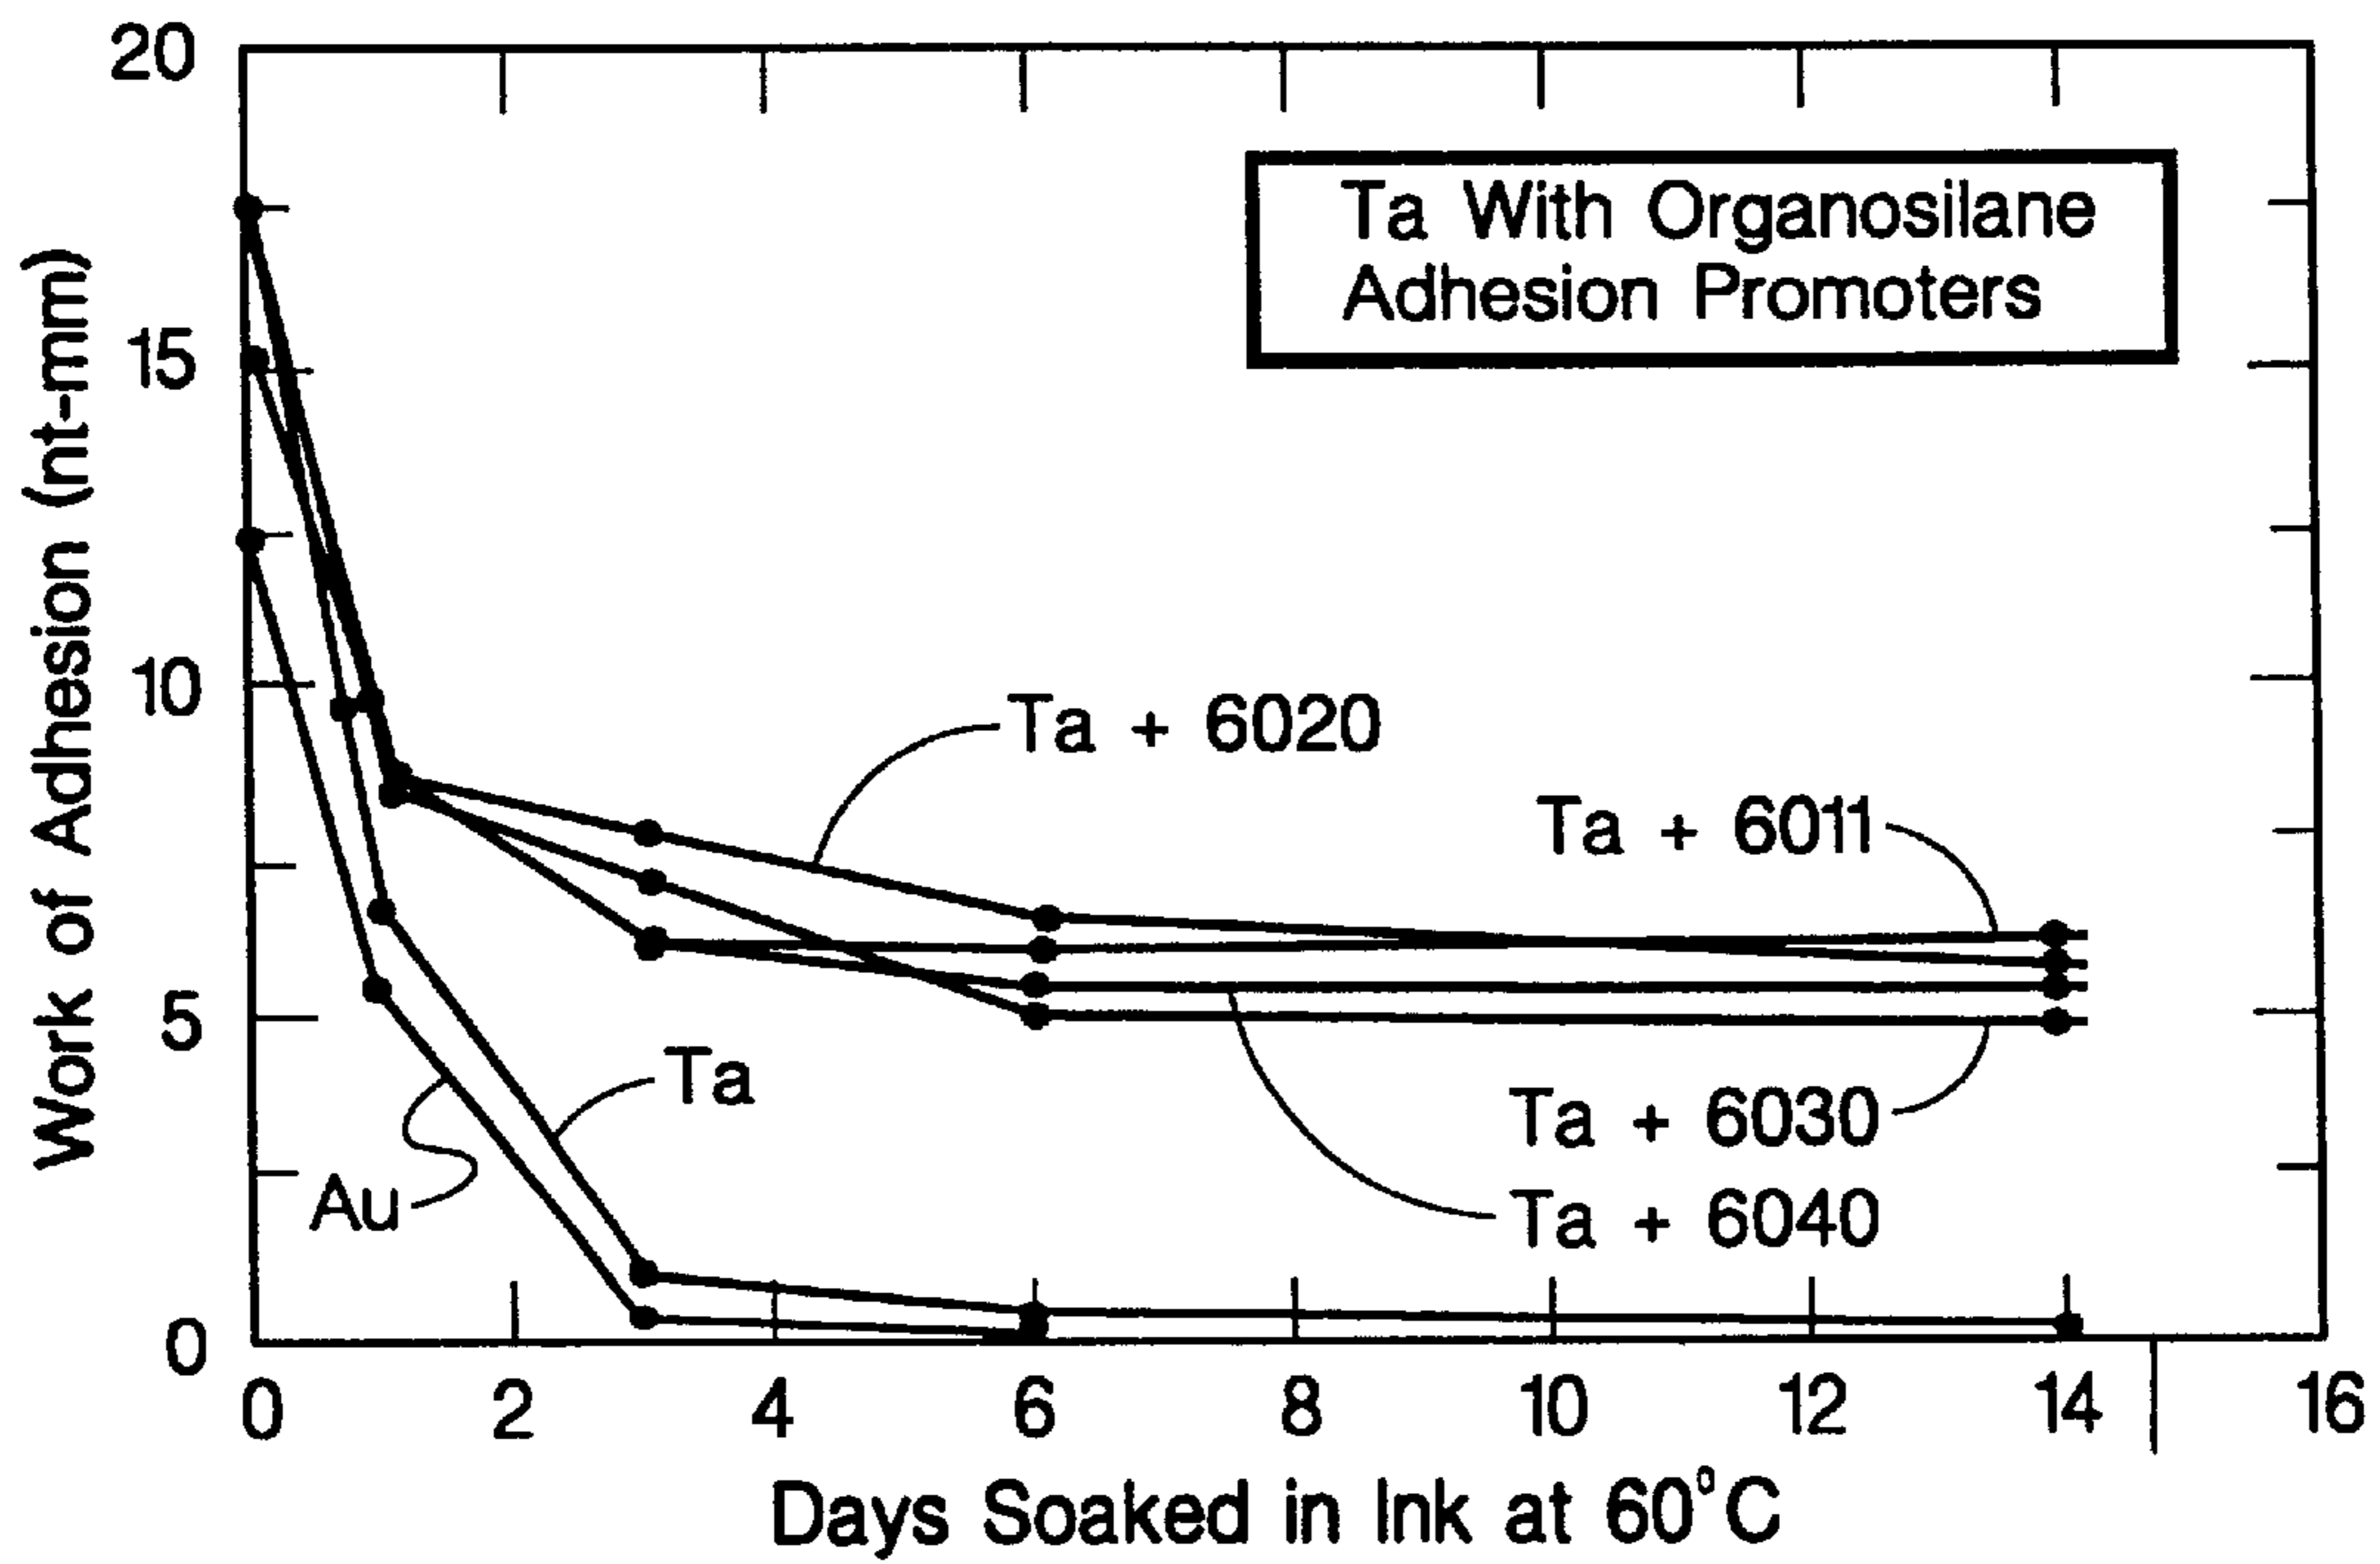 20
15
10
5
0
Work of Adhesion (nt-mm)
Ta With Organosilane
Adhesion Promoters
Ta + 6020
Ta + 6011
Ta
Au
Ta + 6030
Ta + 6040
0 2 4 6 8 10 12 14 16
Days Soaked in Ink at 60°C